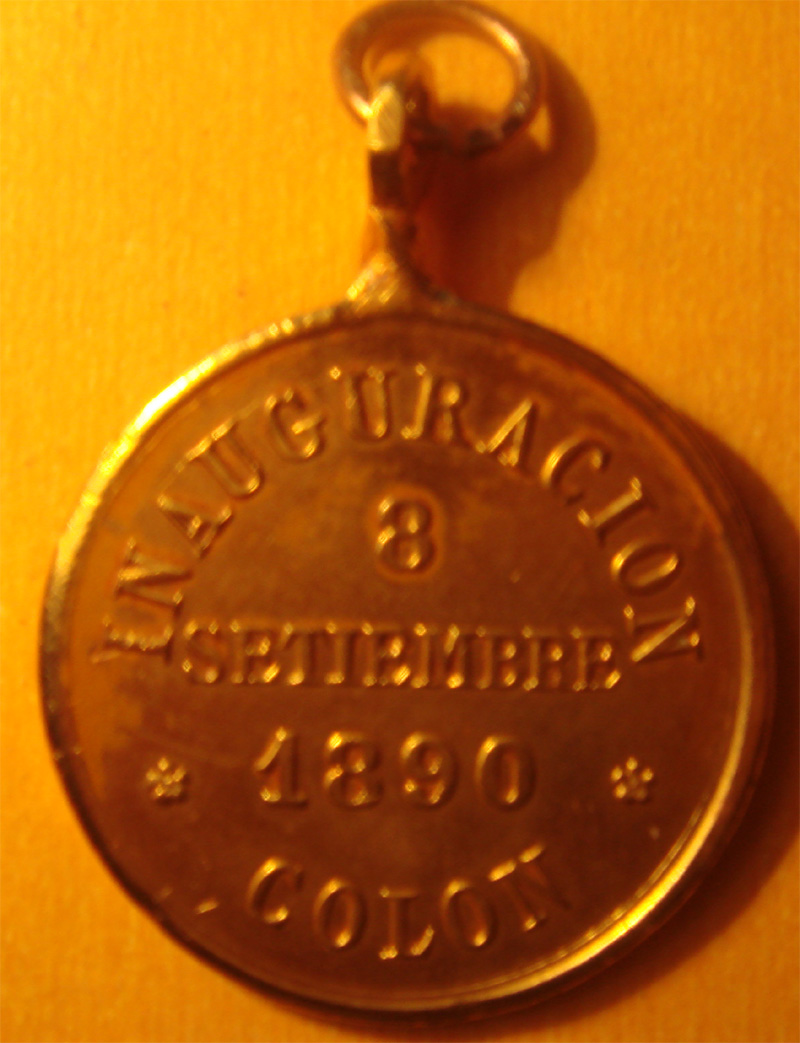 INAUGURACION
8
SETIEMBRE
1890
COLON